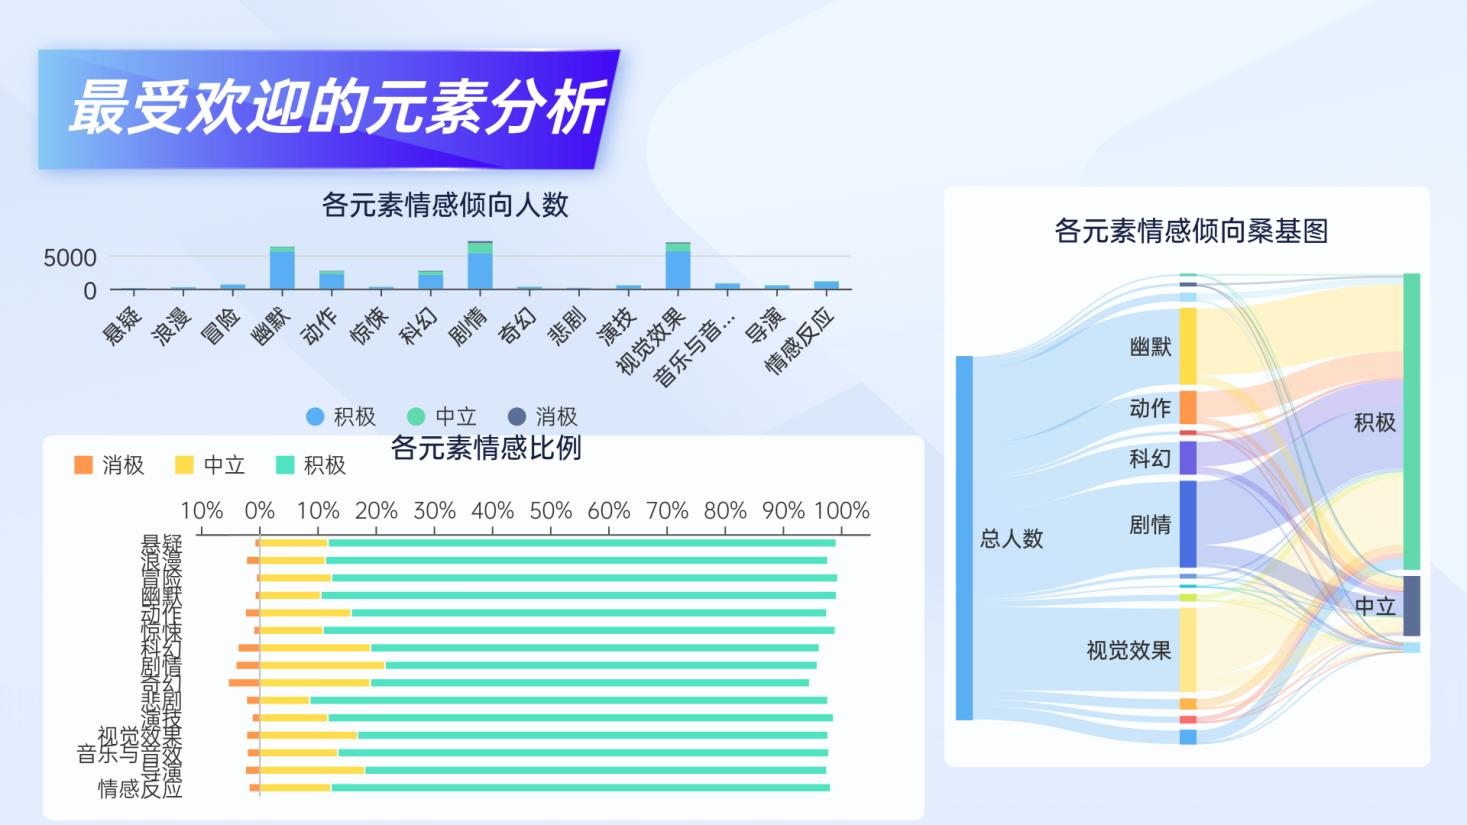 最受欢迎的元素分析
各元素情感倾向人数
5000
0
悬疑
浪漫
冒险
幽默
动作
惊悚
科幻
剧情
奇幻
悲剧
演技
视觉效果
音乐与音...
导演
情感反应
积极 中立 消极
各元素情感比例
消极 中立 积极
10% 0% 10% 20% 30% 40% 50% 60% 70% 80% 90% 100%
悬疑
浪漫
冒险
幽默
动作
惊悚
科幻
剧情
奇幻
悲剧
演技
视觉效果
音乐与音效
导演
情感反应
各元素情感倾向桑基图
幽默
动作
积极
科幻
剧情
总人数
中立
视觉效果